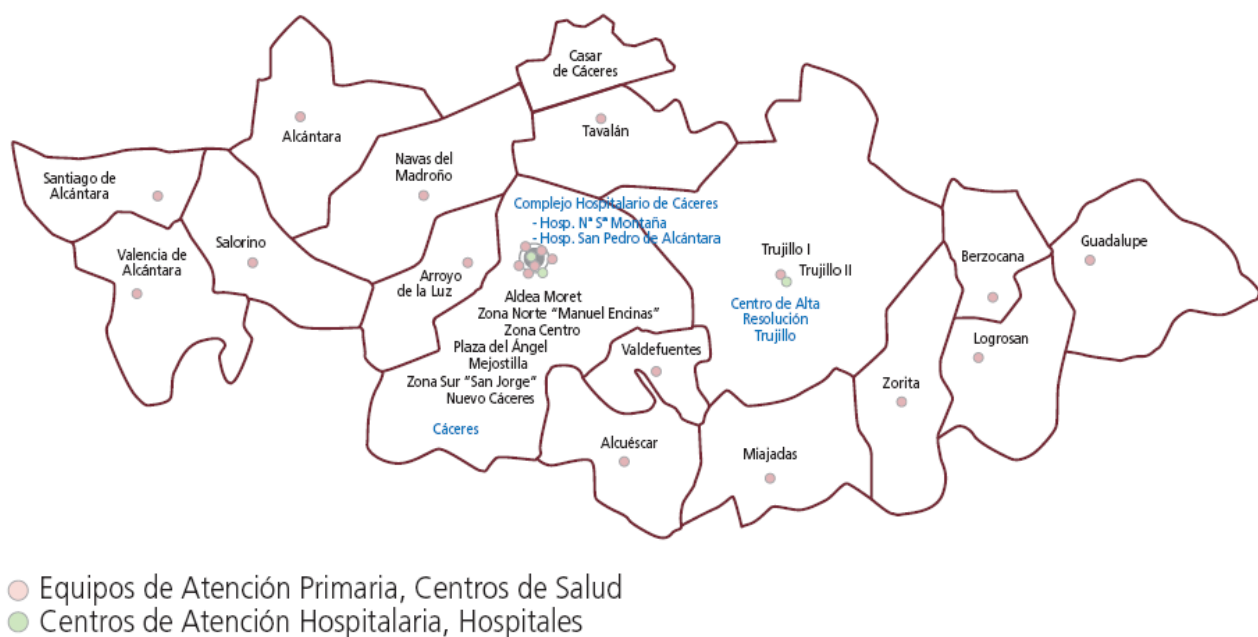 Casar
de Cáceres
Alcántara
Tavalán
Navas del
Madroño
Santiago de
Alcántara
Complejo Hospitalario de Cáceres
- Hosp. Nª Sª Montaña
- Hosp. San Pedro de Alcántara
Valencia de
Alcántara
Salorino
Arroyo
de la Luz
Trujillo I
Trujillo II
Berzocana
Guadalupe
Centro de Alta
Resolución
Trujillo
Aldea Moret
Zona Norte “Manuel Encinas”
Zona Centro
Plaza del Ángel
Mejostilla
Zona Sur “San Jorge”
Nuevo Cáceres
Valdefuentes
Logrosan
Zorita
Cáceres
Alcuéscar
Miajadas
Equipos de Atención Primaria, Centros de Salud
Centros de Atención Hospitalaria, Hospitales